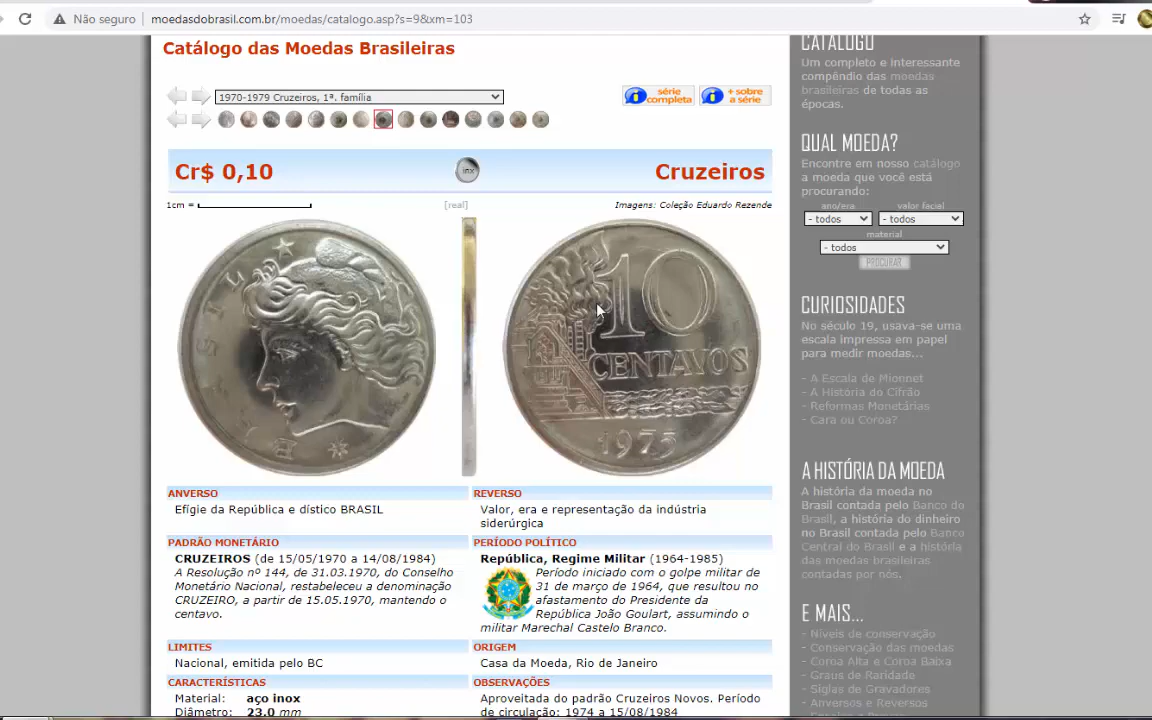 Não seguro
moedasdobrasil.com.br/moedas/catalogo.asp?s=9&xm=103
Catálogo das Moedas Brasileiras
1970-1979 Cruzeiros, 1ª. família
série
completa
+ sobre
a série
Cr$ 0,10
inx
Cruzeiros
1cm =
[real]
Imagens: Coleção Eduardo Rezende
BRASIL
10
CENTAVOS
1975
ANVERSO
Efígie da República e dístico BRASIL
REVERSO
Valor, era e representação da indústria
siderúrgica
PADRÃO MONETÁRIO
CRUZEIROS (de 15/05/1970 a 14/08/1984)
A Resolução nº 144, de 31.03.1970, do Conselho
Monetário Nacional, restabeleceu a denominação
CRUZEIRO, a partir de 15.05.1970, mantendo o
centavo.
PERÍODO POLÍTICO
República, Regime Militar (1964-1985)
Período iniciado com o golpe militar de
31 de março de 1964, que resultou no
afastamento do Presidente da
República João Goulart, assumindo o
militar Marechal Castelo Branco.
LIMITES
Nacional, emitida pelo BC
ORIGEM
Casa da Moeda, Rio de Janeiro
CARACTERÍSTICAS
Material: aço inox
Diâmetro: 23.0 mm
OBSERVAÇÕES
Aproveitada do padrão Cruzeiros Novos. Período
de circulação: 1974 a 15/08/1984
CATÁLOGO
Um completo e interessante
compêndio das moedas
brasileiras de todas as
épocas.
QUAL MOEDA?
Encontre em nosso catálogo
a moeda que você está
procurando:
ano/era
valor facial
- todos
- todos
material
- todos
PROCURAR
CURIOSIDADES
No século 19, usava-se uma
escala impressa em papel
para medir moedas...
- A Escala de Mionnet
- A História do Cifrão
- Reformas Monetárias
- Cara ou Coroa?
A HISTÓRIA DA MOEDA
A história da moeda no
Brasil contada pelo Banco do
Brasil, a história do dinheiro
no Brasil contada pelo Banco
Central do Brasil e a história
das moedas brasileiras
contadas por nós.
E MAIS...
- Níveis de conservação
- Conservação das moedas
- Coroa Alta e Coroa Baixa
- Graus de Raridade
- Siglas de Gravadores
- Anversos e Reversos